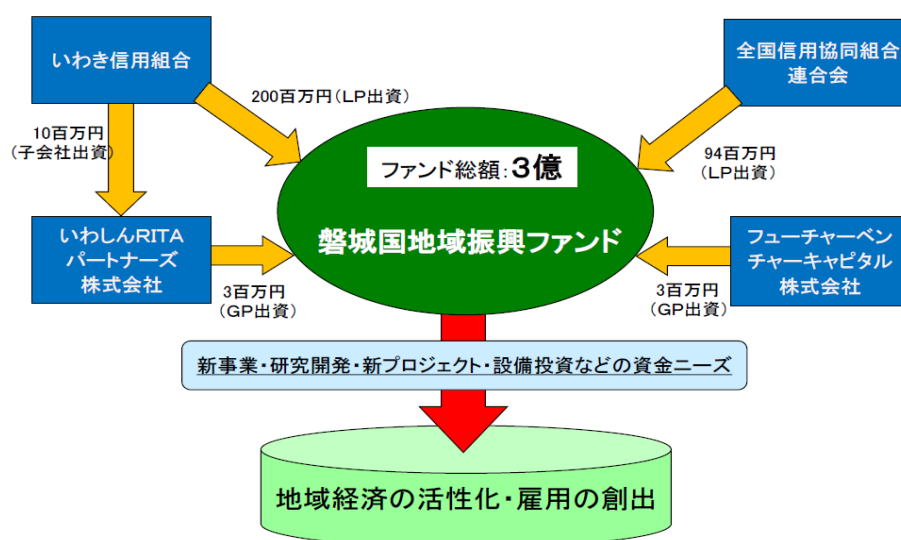 いわき信用組合
全国信用協同組合
連合会
200百万円(LP出資)
10百万円
(子会社出資)
94百万円
(LP出資)
ファンド総額:3億
磐城国地域振興ファンド
いわしんRITA
パートナーズ
株式会社
フューチャーベン
チャーキャピタル
株式会社
3百万円
(GP出資)
3百万円
(GP出資)
新事業・研究開発・新プロジェクト・設備投資などの資金ニーズ
地域経済の活性化・雇用の創出